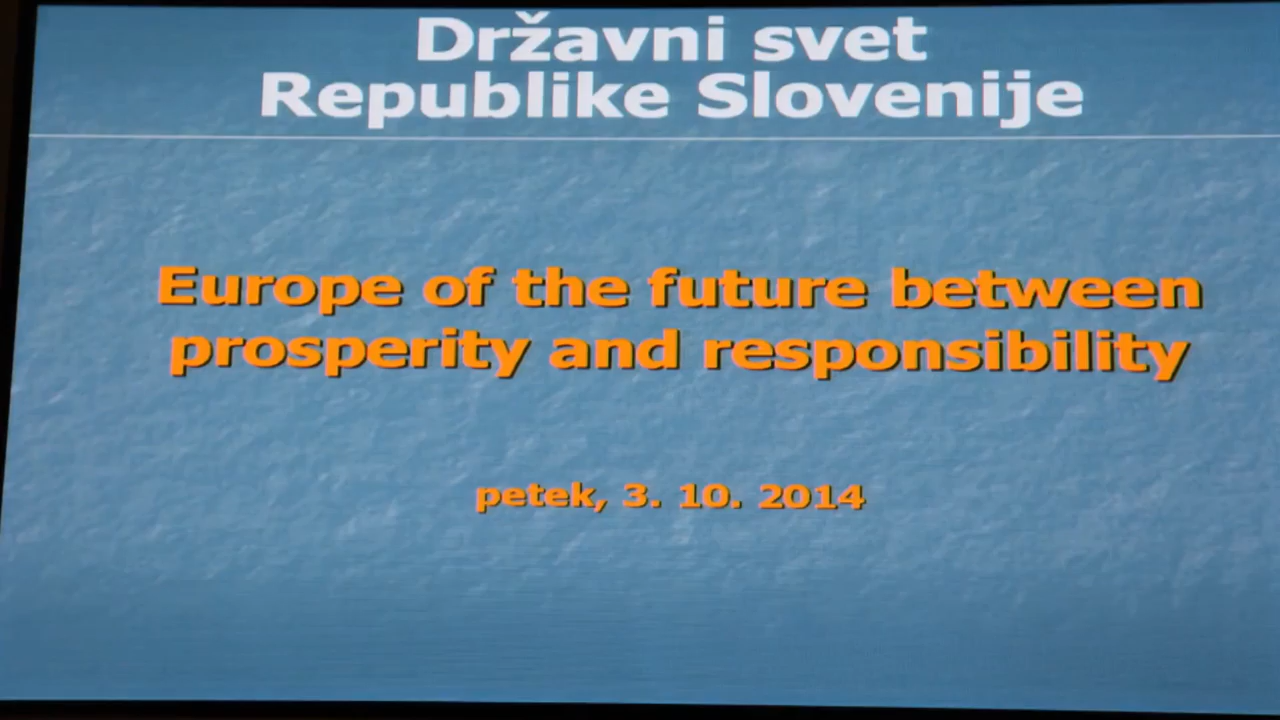 Državni svet
Republike Slovenije
Europe of the future between
prosperity and responsibility
petek, 3. 10. 2014